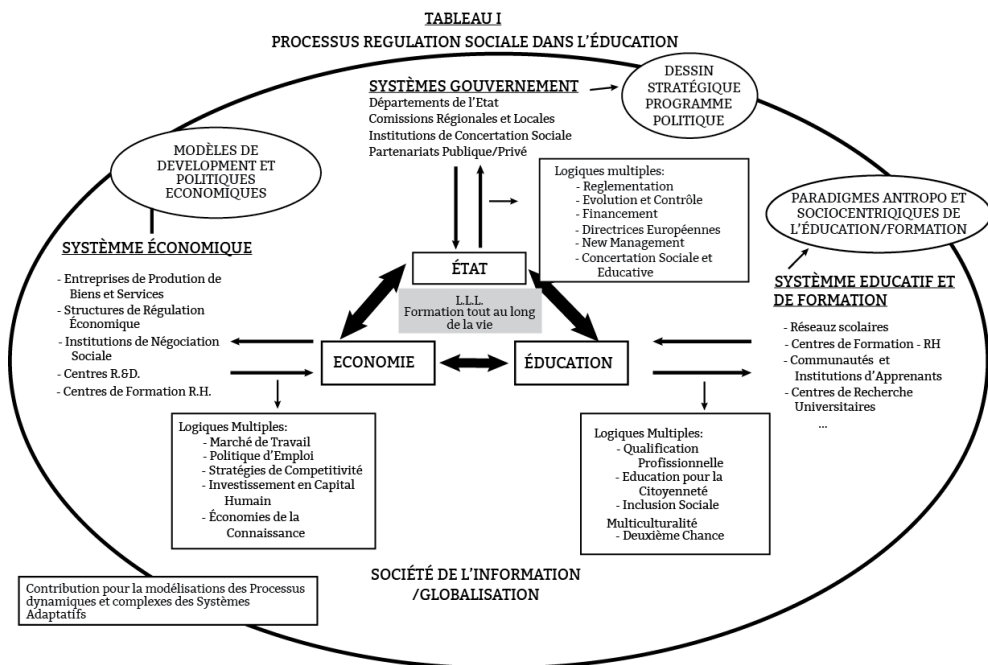 TABLEAU I
PROCESSUS REGULATION SOCIALE DANS L'ÉDUCATION
DESSIN
STRATÉGIQUE
PROGRAMME
POLITIQUE
SYSTÈMES GOUVERNEMENT
Départements de l'Etat
Comissions Régionales et Locales
Institutions de Concertation Sociale
Partenariats Publique/Privé
MODÈLES DE
DEVELOPMENT ET
POLITIQUES
ECONOMIQUES
Logiques multiples:
- Reglementation
- Evolution et Contrôle
- Financement
- Directrices Européennes
- New Management
- Concertation Sociale et
Educative
PARADIGMES ANTROPO ET
SOCIOCENTRIQIQUES DE
L'ÉDUCATION/FORMATION
SYSTÈMME ÉCONOMIQUE
- Entreprises de Prodution de
Biens et Services
- Structures de Régulation
Économique
- Institutions de Négociation
Sociale
- Centres R.&D.
- Centres de Formation R.H.
ÉTAT
L.L.L.
Formation tout au long
de la vie
ECONOMIE
ÉDUCATION
SYSTÈMME EDUCATIF ET
DE FORMATION
- Réseauz scolaires
- Centres de Formation - RH
- Communautés et
Institutions d'Apprenants
- Centres de Recherche
Universitaires
...
Logiques Multiples:
- Marché de Travail
- Politique d'Emploi
- Stratégies de Competitivité
- Investissement en Capital
Humain
- Économies de la
Connaissance
Logiques Multiples:
- Qualification
Profissionnelle
- Education pour la
Citoyenneté
- Inclusion Sociale
Multiculturalité
- Deuxième Chance
SOCIÉTÉ DE L'INFORMATION
/GLOBALISATION
Contribution pour la modélisations des Processus
dynamiques et complexes des Systèmes
Adaptatifs